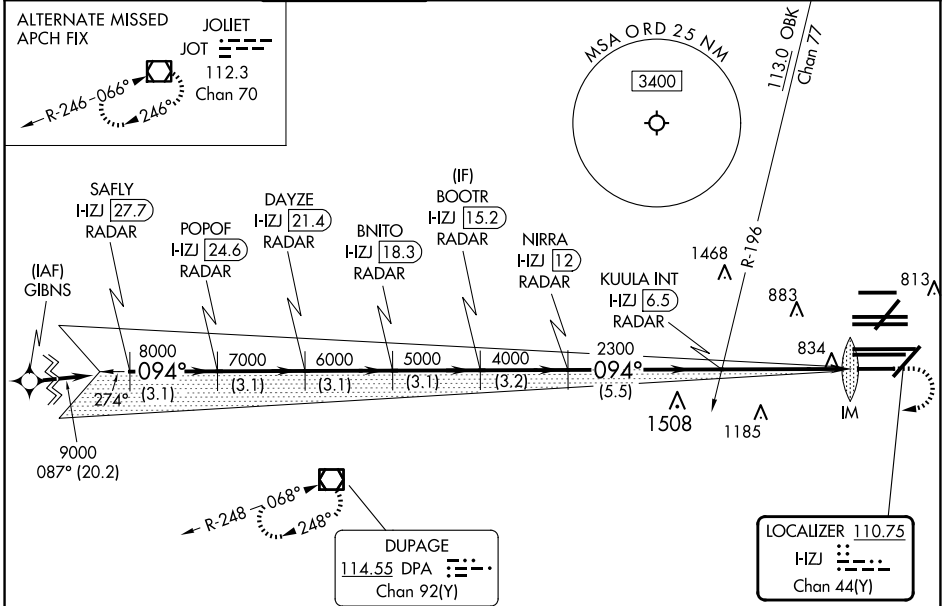 ALTERNATE MISSED
APCH FIX
JOLIET
JOT
112.3
Chan 70
R-246
066°
246°
MSA ORD 25 NM
3400
113.0 OBK
Chan 77
R-196
(IAF)
GIBNS
SAFLY
I-IZJ 27.7
RADAR
POPOF
I-IZJ 24.6
RADAR
DAYZE
I-IZJ 21.4
RADAR
BNITO
I-IZJ 18.3
RADAR
(IF)
BOOTR
I-IZJ 15.2
RADAR
NIRRA
I-IZJ 12
RADAR
KUULA INT
I-IZJ 6.5
RADAR
1468
883
813
834
8000
7000
6000
5000
4000
2300
094°
094°
(3.1)
(3.1)
(3.1)
(3.1)
(3.2)
(5.5)
274°
9000
087° (20.2)
1508
1185
IM
R-248
068°
248°
DUPAGE
114.55 DPA
Chan 92(Y)
LOCALIZER 110.75
I-IZJ
Chan 44(Y)